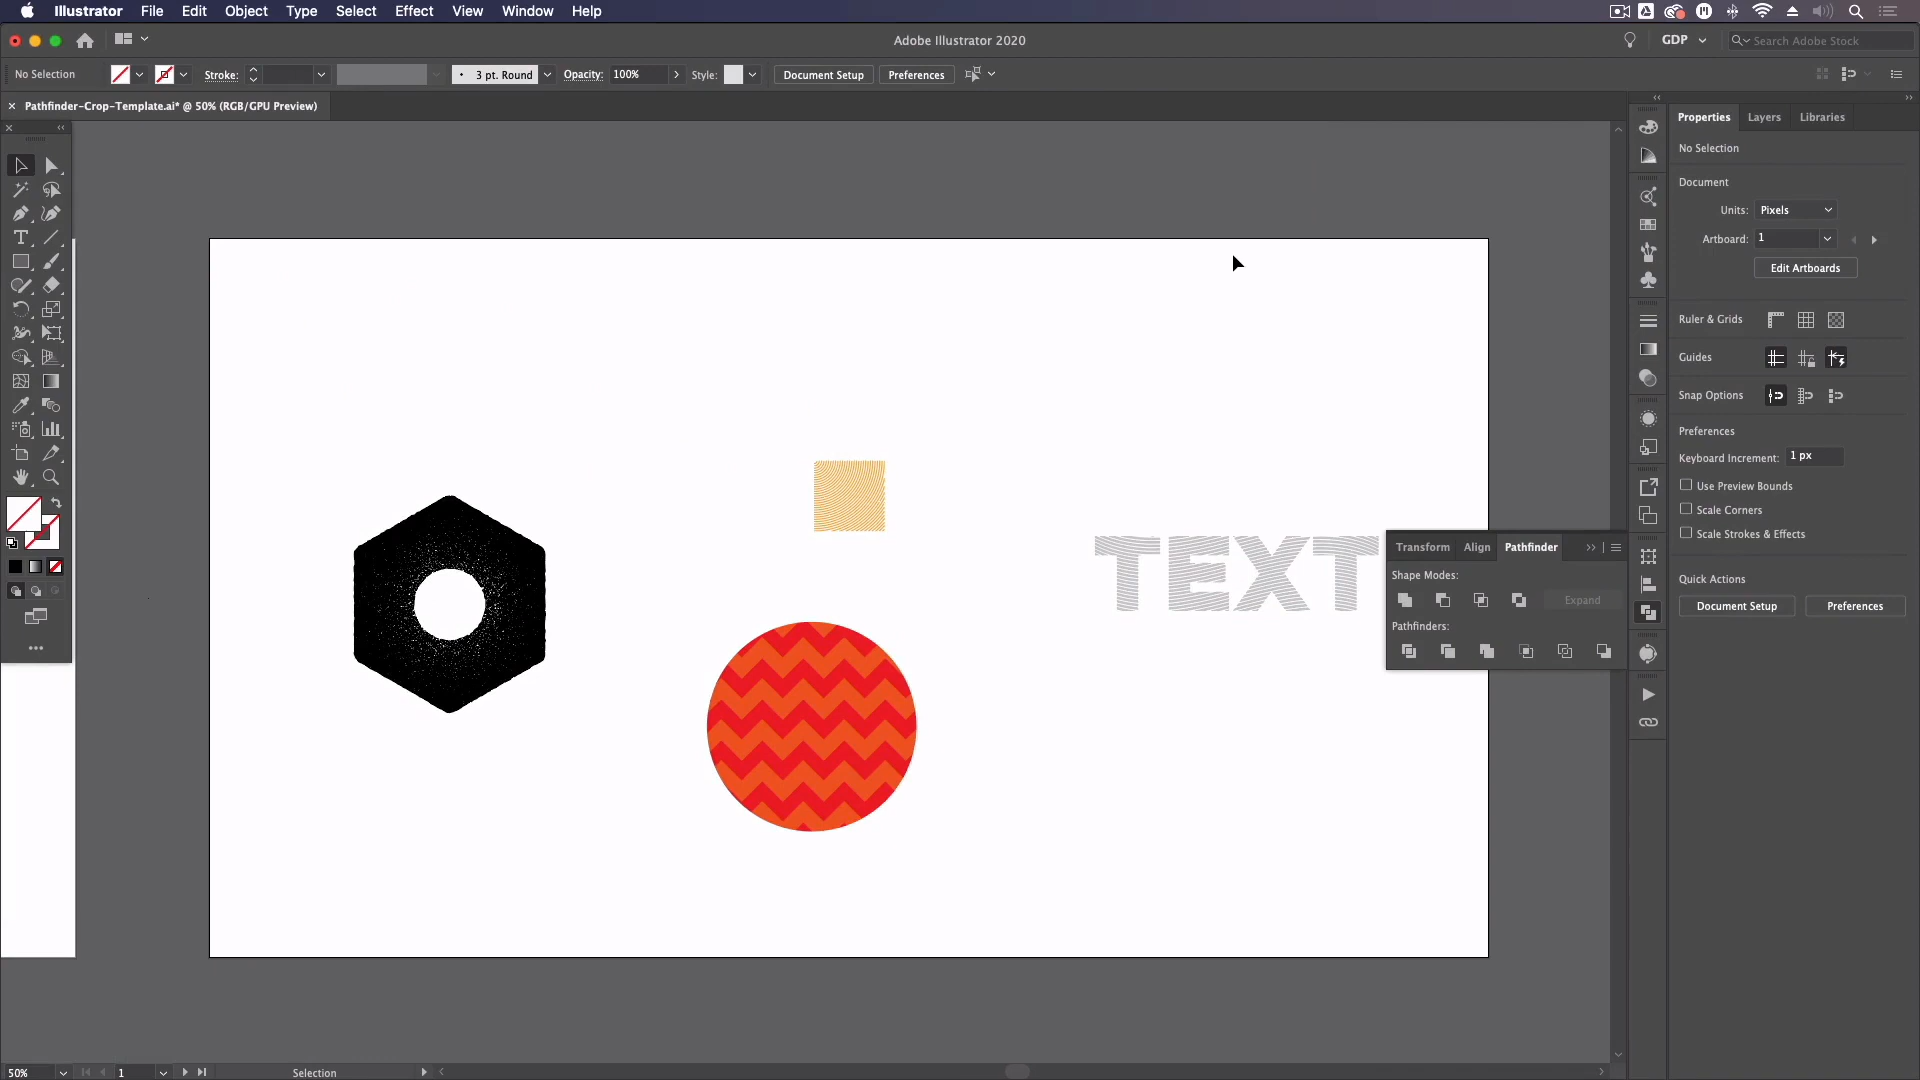 Illustrator File Edit Object Type Select Effect View Window Help
Adobe Illustrator 2020
GDP
Search Adobe Stock
No Selection
Stroke:
3 pt. Round
Opacity: 100%
Style:
Document Setup
Preferences
× Pathfinder-Crop-Template.ai* @ 50% (RGB/GPU Preview)
TEXT
Transform Align Pathfinder
Shape Modes:
Expand
Pathfinders:
Properties Layers Libraries
No Selection
Document
Units: Pixels
Artboard: 1
Edit Artboards
Ruler & Grids
Guides
Snap Options
Preferences
Keyboard Increment: 1 px
Use Preview Bounds
Scale Corners
Scale Strokes & Effects
Quick Actions
Document Setup Preferences
50% 1 Selection